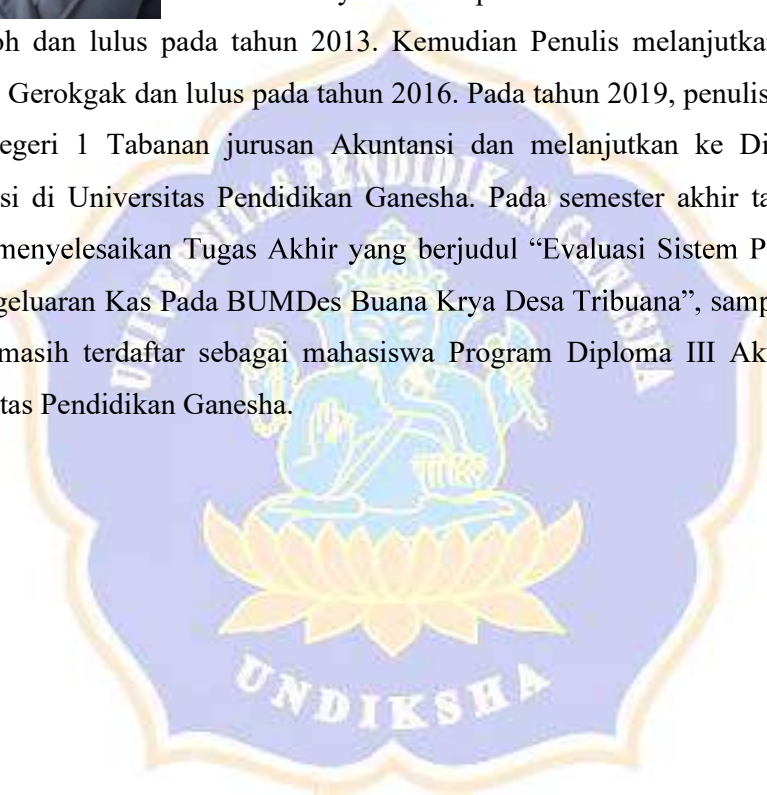 oh dan lulus pada tahun 2013. Kemudian Penulis melanjutkan
Gerokgak dan lulus pada tahun 2016. Pada tahun 2019, penulis
egeri 1 Tabanan jurusan Akuntansi dan melanjutkan ke Di
si di Universitas Pendidikan Ganesha. Pada semester akhir ta
menyelesaikan Tugas Akhir yang berjudul “Evaluasi Sistem P
geluaran Kas Pada BUMDes Buana Krya Desa Tribuana”, samp
masih terdaftar sebagai mahasiswa Program Diploma III Ak
tas Pendidikan Ganesha.
UNIVERSITAS PENDIDIKAN GANESHA
UNDIKSHA